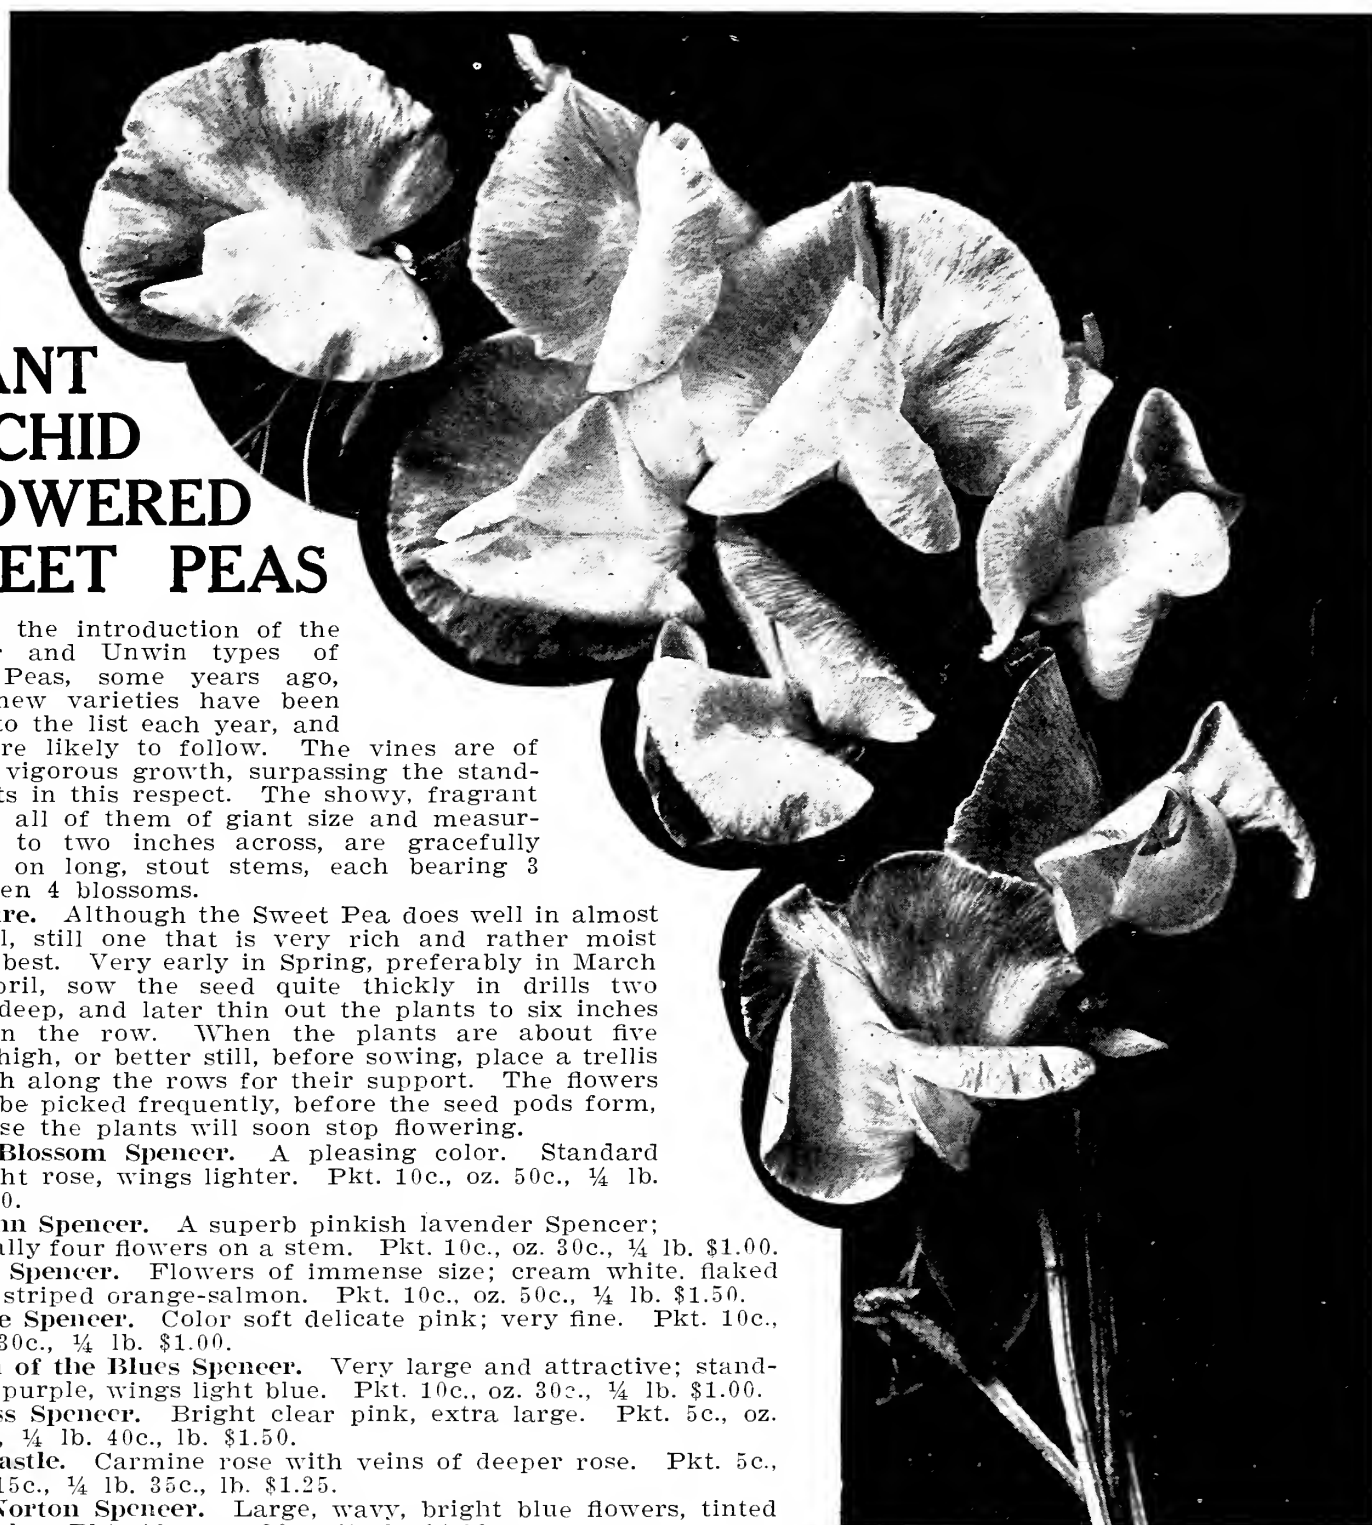 ANT
CHID
OWERED
EET PEAS
the introduction of the
and Unwin types of
Peas, some years ago,
new varieties have been
to the list each year, and
re likely to follow. The vines are of
vigorous growth, surpassing the stand-
ts in this respect. The showy, fragrant
all of them of giant size and measur-
to two inches across, are gracefully
on long, stout stems, each bearing 3
en 4 blossoms.
re. Although the Sweet Pea does well in almost
l, still one that is very rich and rather moist
best. Very early in Spring, preferably in March
pril, sow the seed quite thickly in drills two
deep, and later thin out the plants to six inches
n the row. When the plants are about five
high, or better still, before sowing, place a trellis
h along the rows for their support. The flowers
be picked frequently, before the seed pods form,
se the plants will soon stop flowering.
Blossom Spencer. A pleasing color. Standard
ht rose, wings lighter. Pkt. 10c., oz. 50c., ¼ lb.
0.
nn Spencer. A superb pinkish lavender Spencer;
ally four flowers on a stem. Pkt. 10c., oz. 30c., ¼ lb. $1.00.
Spencer. Flowers of immense size; cream white. flaked
striped orange-salmon. Pkt. 10c., oz. 50c., ¼ lb. $1.50.
e Spencer. Color soft delicate pink; very fine. Pkt. 10c.,
30c., ¼ lb. $1.00.
of the Blues Spencer. Very large and attractive; stand-
purple, wings light blue. Pkt. 10c., oz. 30c., ¼ lb. $1.00.
ss Spencer. Bright clear pink, extra large. Pkt. 5c., oz.
, ¼ lb. 40c., lb. $1.50.
astle. Carmine rose with veins of deeper rose. Pkt. 5c.,
15c., ¼ lb. 35c., lb. $1.25.
Norton Spencer. Large, wavy, bright blue flowers, tinted